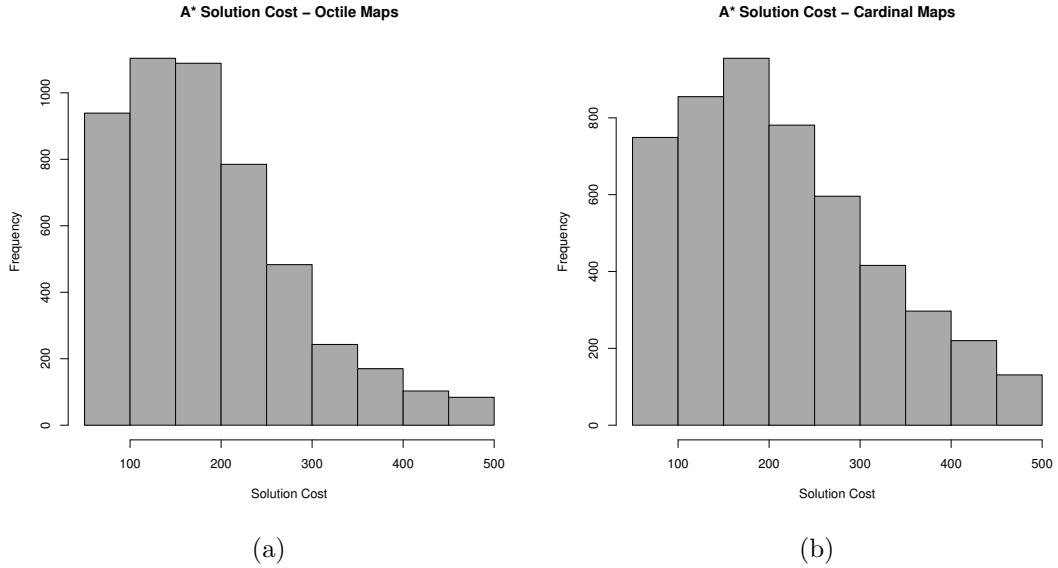 A* Solution Cost − Octile Maps
Frequency
1000
800
600
400
200
0
100 200 300 400 500
Solution Cost
(a)
A* Solution Cost − Cardinal Maps
Frequency
800
600
400
200
0
100 200 300 400 500
Solution Cost
(b)